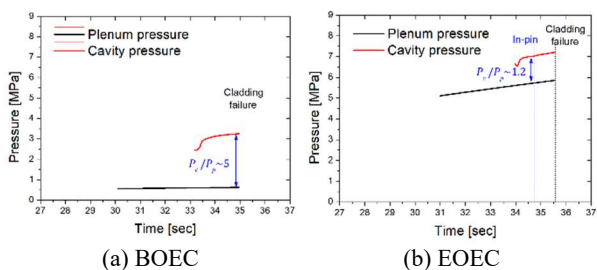 9
8
7
6
5
4
3
2
1
0
Pressure [MPa]
Plenum pressure
Cavity pressure
Cladding
failure
Pv/Pp~5
27 28 29 30 31 32 33 34 35 36 37
Time [sec]
(a) BOEC
9
8
7
6
5
4
3
2
1
0
Pressure [MPa]
Plenum pressure
Cavity pressure
In-pin
Cladding
failure
Pv/Pp~1.2
27 28 29 30 31 32 33 34 35 36 37
Time [sec]
(b) EOEC